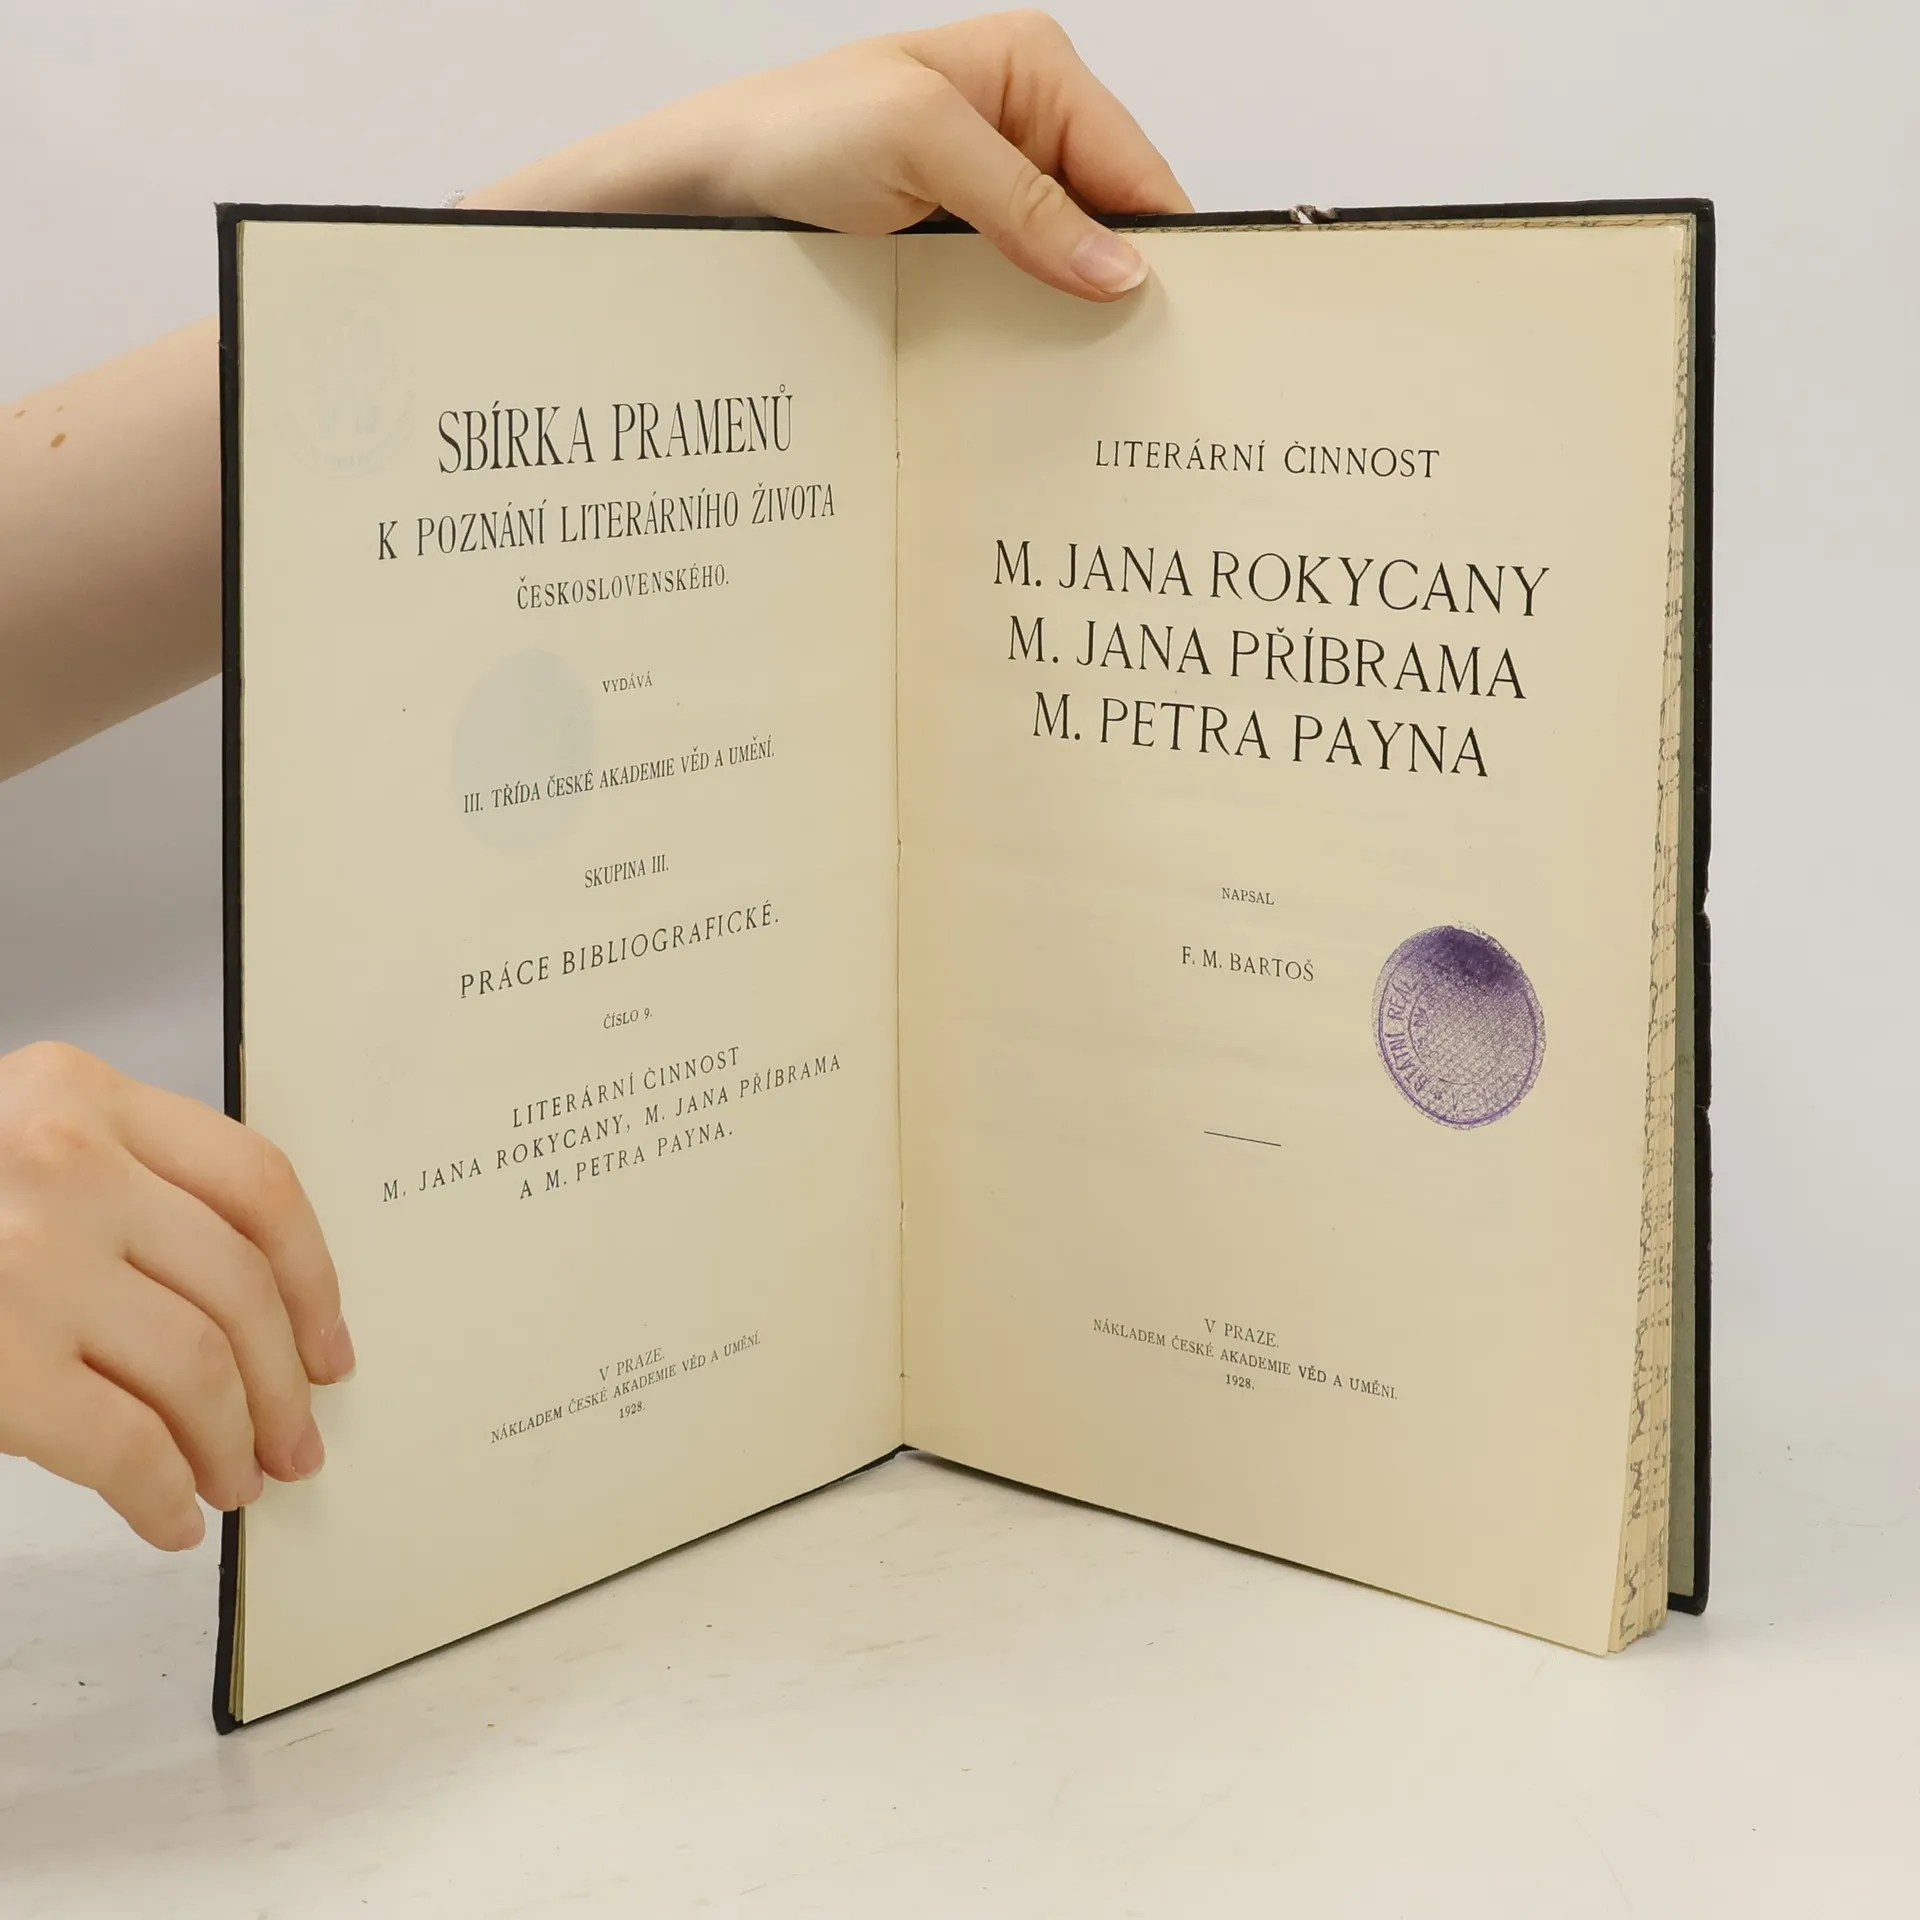 SBÍRKA PRAMENŮ
K POZNÁNÍ LITERÁRNÍHO ŽIVOTA
ČESKOSLOVENSKÉHO.
VYDÁVÁ
III. TŘÍDA ČESKÉ AKADEMIE VĚD A UMĚNÍ.
SKUPINA III.
PRÁCE BIBLIOGRAFICKÉ.
ČÍSLO 9.
LITERÁRNÍ ČINNOST
M. JANA ROKYCANY, M. JANA PŘÍBRAMA
A M. PETRA PAYNA.
V PRAZE.
NÁKLADEM ČESKÉ AKADEMIE VĚD A UMĚNÍ.
1928.
LITERÁRNÍ ČINNOST
M. JANA ROKYCANY
M. JANA PŘÍBRAMA
M. PETRA PAYNA
NAPSAL
F. M. BARTOŠ
STÁTNÍ REÁL
V PRAZE.
NÁKLADEM ČESKÉ AKADEMIE VĚD A UMĚNÍ.
1928.